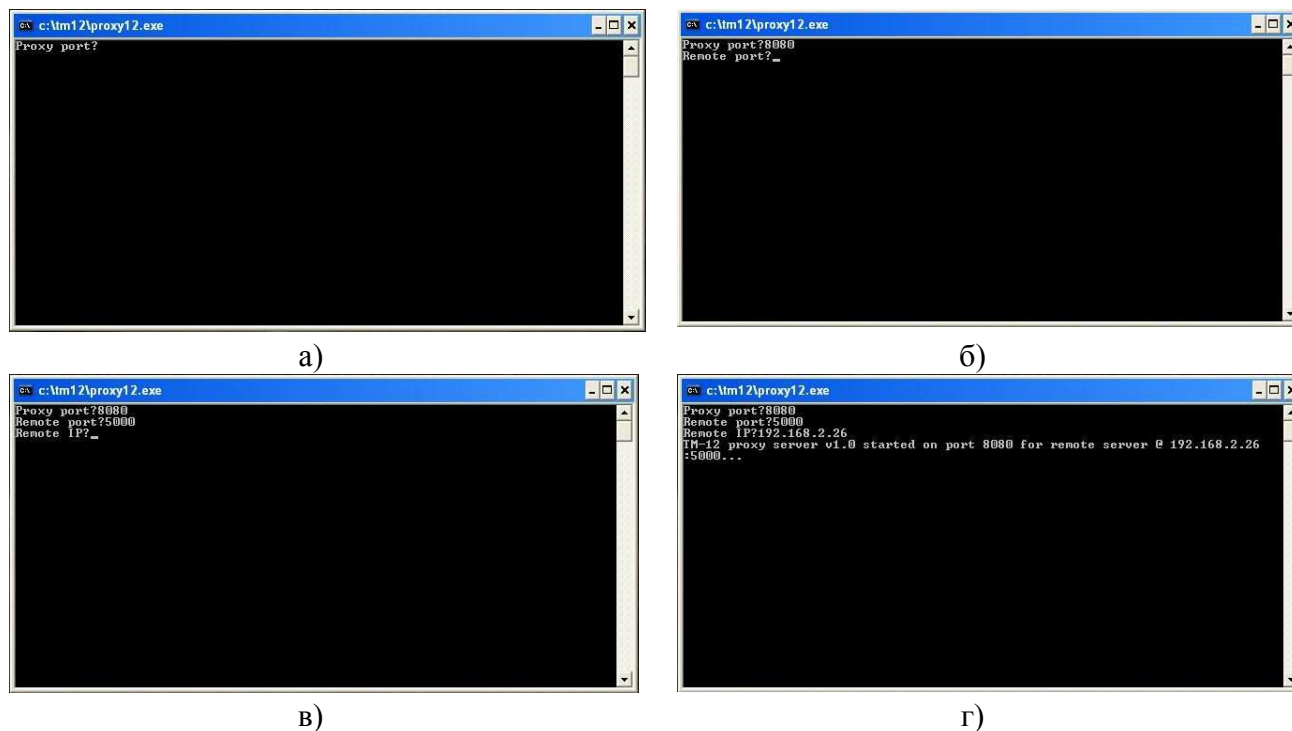 c:\tm12\proxy12.exe
Proxy port?
а)
c:\tm12\proxy12.exe
Proxy port?8080
Remote port?_
б)
c:\tm12\proxy12.exe
Proxy port?8080
Remote port?5000
Remote IP?_
в)
c:\tm12\proxy12.exe
Proxy port?8080
Remote port?5000
Remote IP?192.168.2.26
TM-12 proxy server v1.0 started on port 8080 for remote server @ 192.168.2.26
:5000...
г)